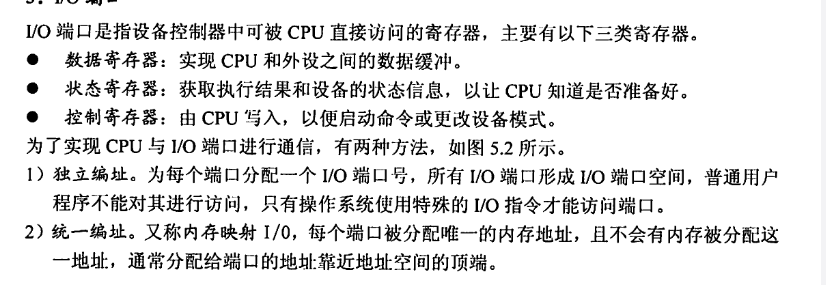 I/O 端口是指设备控制器中可被 CPU 直接访问的寄存器，主要有以下三类寄存器。
● 数据寄存器：实现 CPU 和外设之间的数据缓冲。
● 状态寄存器：获取执行结果和设备的状态信息，以让 CPU 知道是否准备好。
● 控制寄存器：由 CPU 写入，以便启动命令或更改设备模式。
为了实现 CPU 与 I/O 端口进行通信，有两种方法，如图 5.2 所示。
1）独立编址。为每个端口分配一个 I/O 端口号，所有 I/O 端口形成 I/O 端口空间，普通用户
程序不能对其进行访问，只有操作系统使用特殊的 I/O 指令才能访问端口。
2）统一编址。又称内存映射 I/0，每个端口被分配唯一的内存地址，且不会有内存被分配这
一地址，通常分配给端口的地址靠近地址空间的顶端。